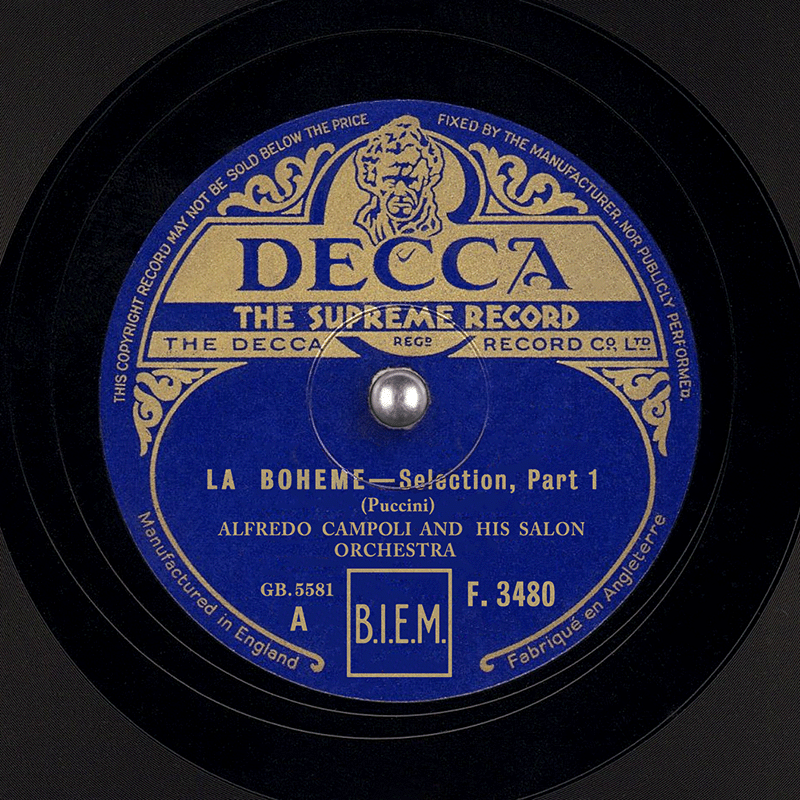 THIS COPYRIGHT RECORD MAY NOT BE SOLD BELOW THE PRICE FIXED BY THE MANUFACTURER, NOR PUBLICLY PERFORMED.
DECCA
THE SUPREME RECORD
THE DECCA REGD RECORD CO., LTD
LA BOHEME—Selection, Part 1
(Puccini)
ALFREDO CAMPOLI AND HIS SALON
ORCHESTRA
GB.5581
A
B.I.E.M.
F. 3480
Manufactured in England
Fabriqué en Angleterre